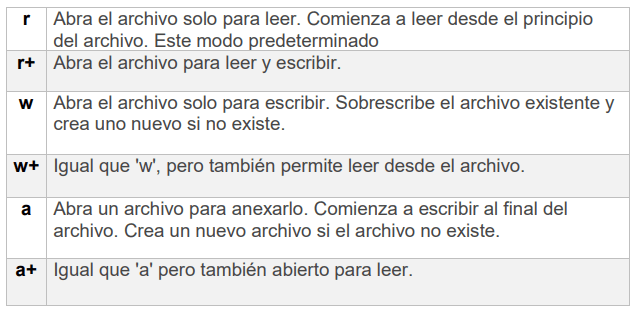 r Abra el archivo solo para leer. Comienza a leer desde el principio
del archivo. Este modo predeterminado
r+ Abra el archivo para leer y escribir.
w Abra el archivo solo para escribir. Sobrescribe el archivo existente y
crea uno nuevo si no existe.
w+ Igual que 'w', pero también permite leer desde el archivo.
a Abra un archivo para anexarlo. Comienza a escribir al final del
archivo. Crea un nuevo archivo si el archivo no existe.
a+ Igual que 'a' pero también abierto para leer.